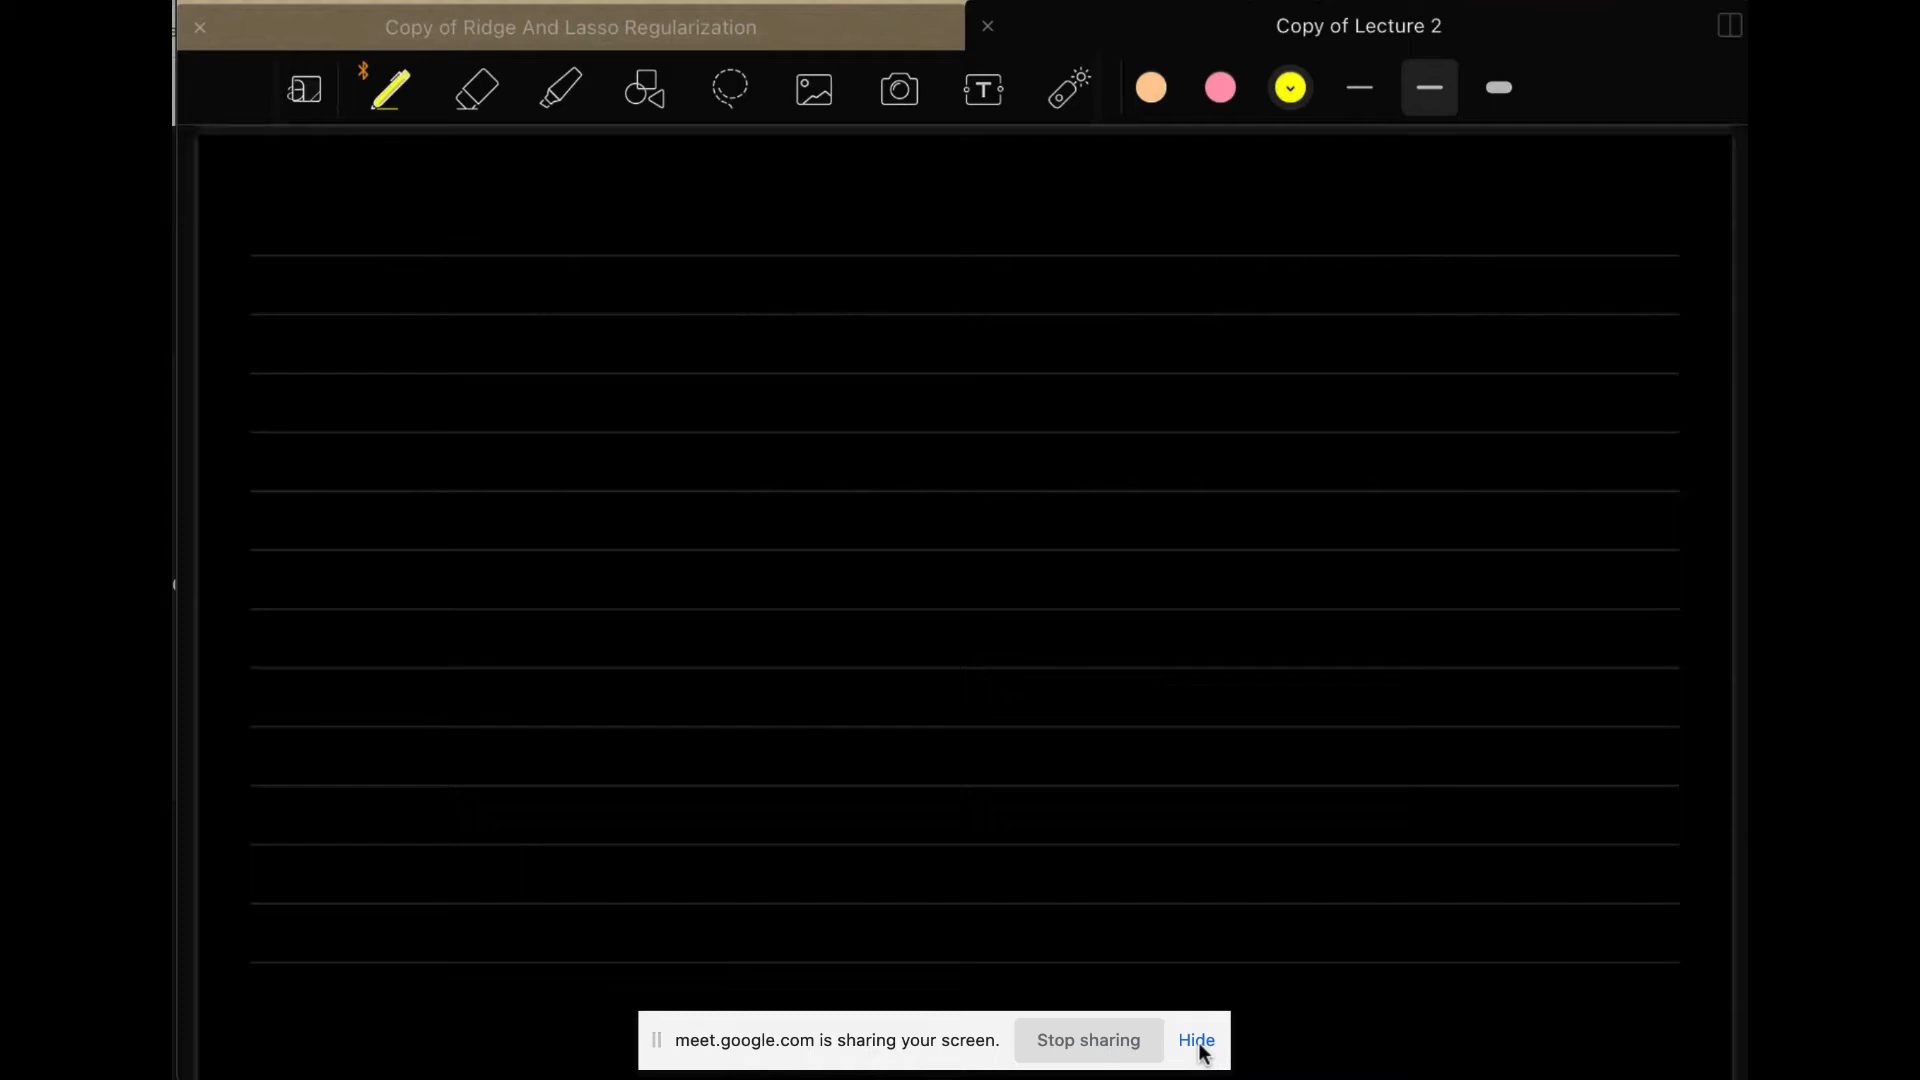 Copy of Ridge And Lasso Regularization
Copy of Lecture 2
T
meet.google.com is sharing your screen.
Stop sharing
Hide